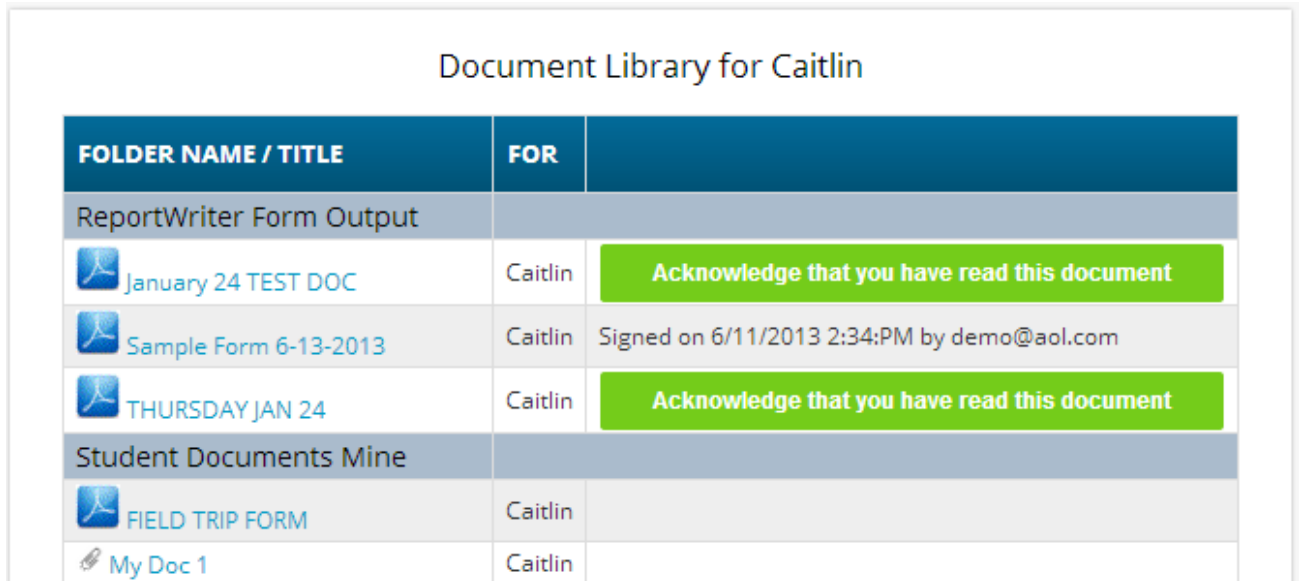 Document Library for Caitlin
FOLDER NAME / TITLE FOR
ReportWriter Form Output
January 24 TEST DOC Caitlin Acknowledge that you have read this document
Sample Form 6-13-2013 Caitlin Signed on 6/11/2013 2:34:PM by demo@aol.com
THURSDAY JAN 24 Caitlin Acknowledge that you have read this document
Student Documents Mine
FIELD TRIP FORM Caitlin
My Doc 1 Caitlin